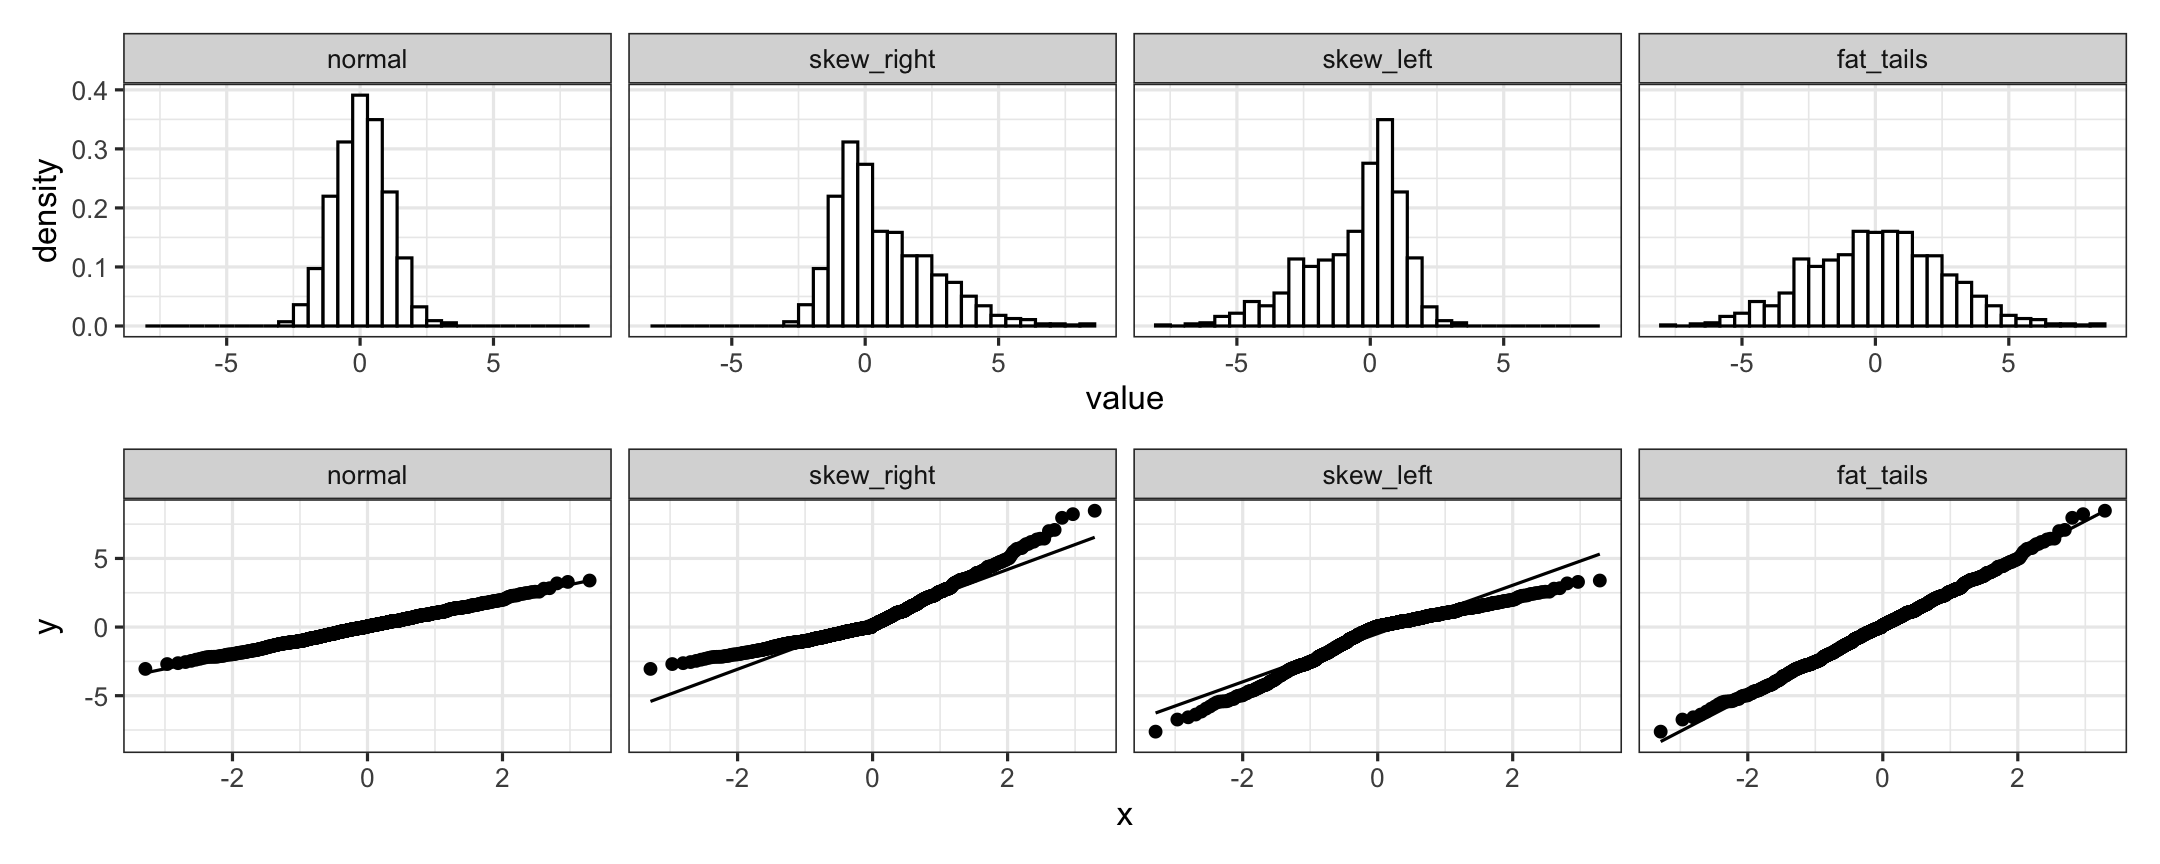 normal skew_right skew_left fat_tails
0.4
0.3
0.2
0.1
0.0
density
-5 0 5 -5 0 5 -5 0 5 -5 0 5
value
normal skew_right skew_left fat_tails
5
0
-5
y
-2 0 2 -2 0 2 -2 0 2 -2 0 2
x